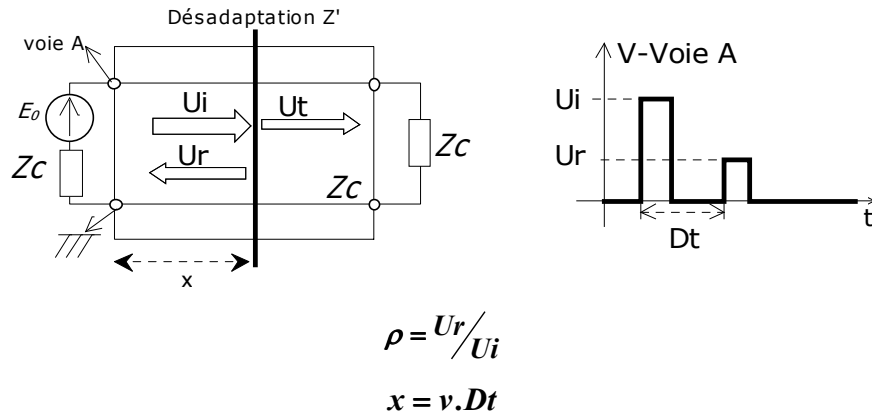 Désadaptation Z'
voie A
E₀
Zc
Ui
Ut
Ur
Zc
Zc
x
V-Voie A
Ui
Ur
Dt
t
ρ = Ur/Ui
x = v.Dt